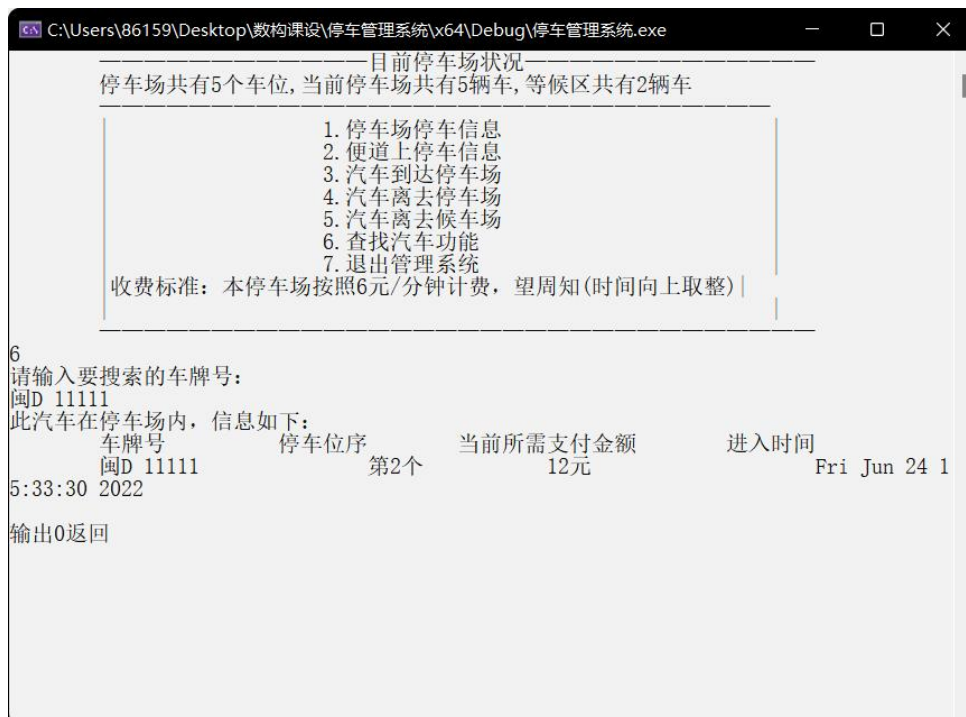 C:\Users\86159\Desktop\数构课设\停车管理系统\x64\Debug\停车管理系统.exe
————————————目前停车场状况—————————————
停车场共有5个车位,当前停车场共有5辆车,等候区共有2辆车
1.停车场停车信息
2.便道上停车信息
3.汽车到达停车场
4.汽车离去停车场
5.汽车离去候车场
6.查找汽车功能
7.退出管理系统
收费标准：本停车场按照6元/分钟计费，望周知(时间向上取整)
6
请输入要搜索的车牌号：
闽D 11111
此汽车在停车场内，信息如下：
车牌号 停车位序 当前所需支付金额 进入时间
闽D 11111 第2个 12元 Fri Jun 24 1
5:33:30 2022
输出0返回